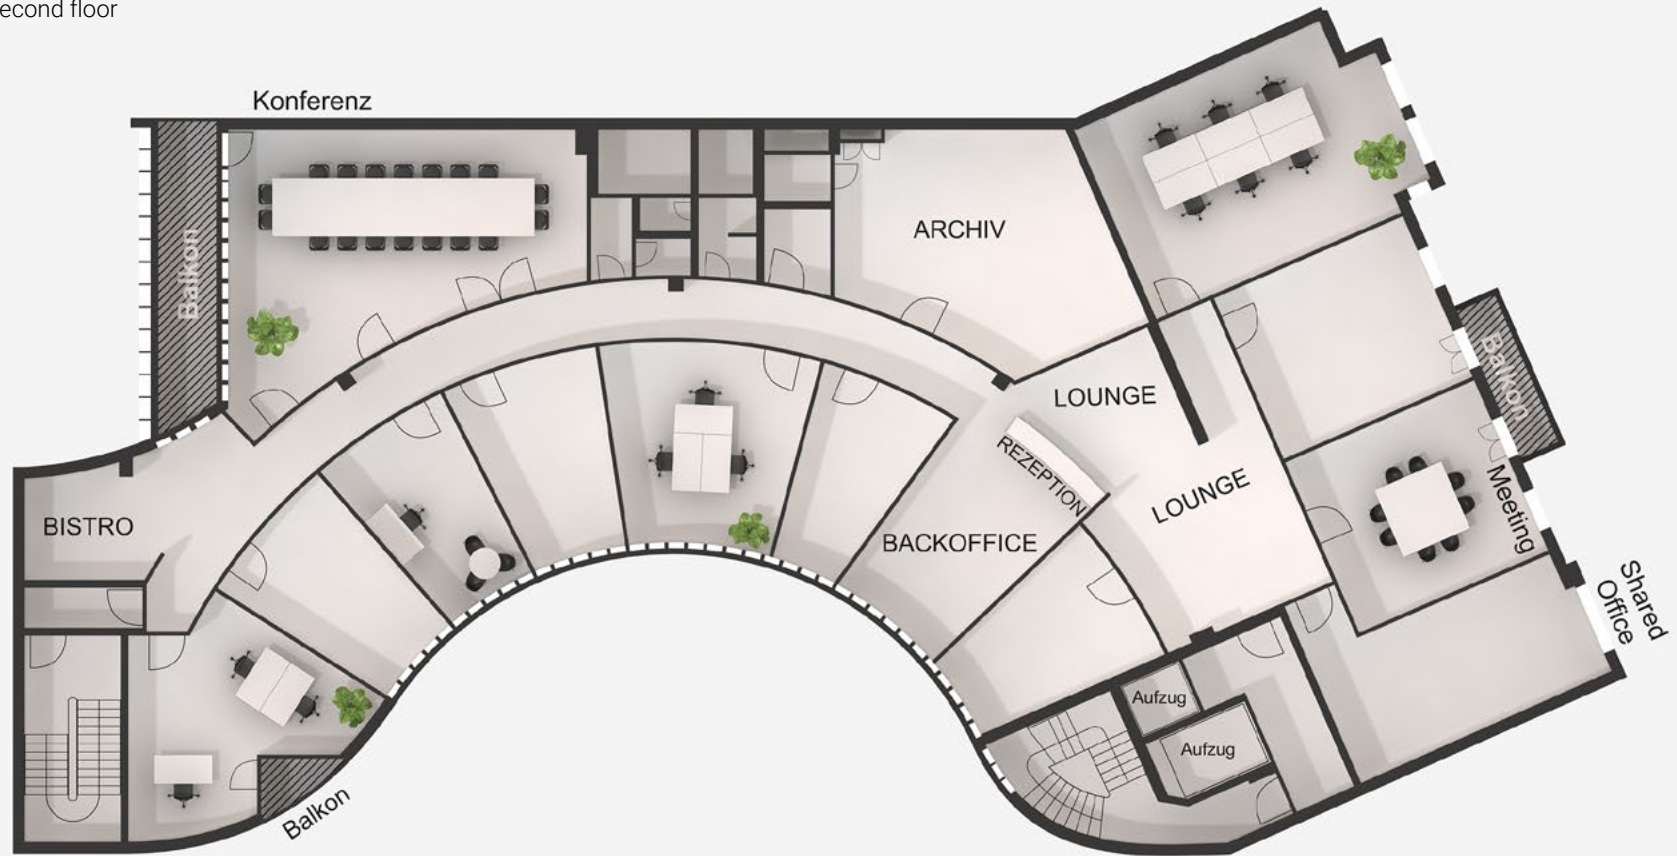 econd floor
Konferenz
Balkon
ARCHIV
LOUNGE
REZEPTION
LOUNGE
Balkon
BISTRO
BACKOFFICE
Meeting
Shared
Office
Aufzug
Aufzug
Balkon